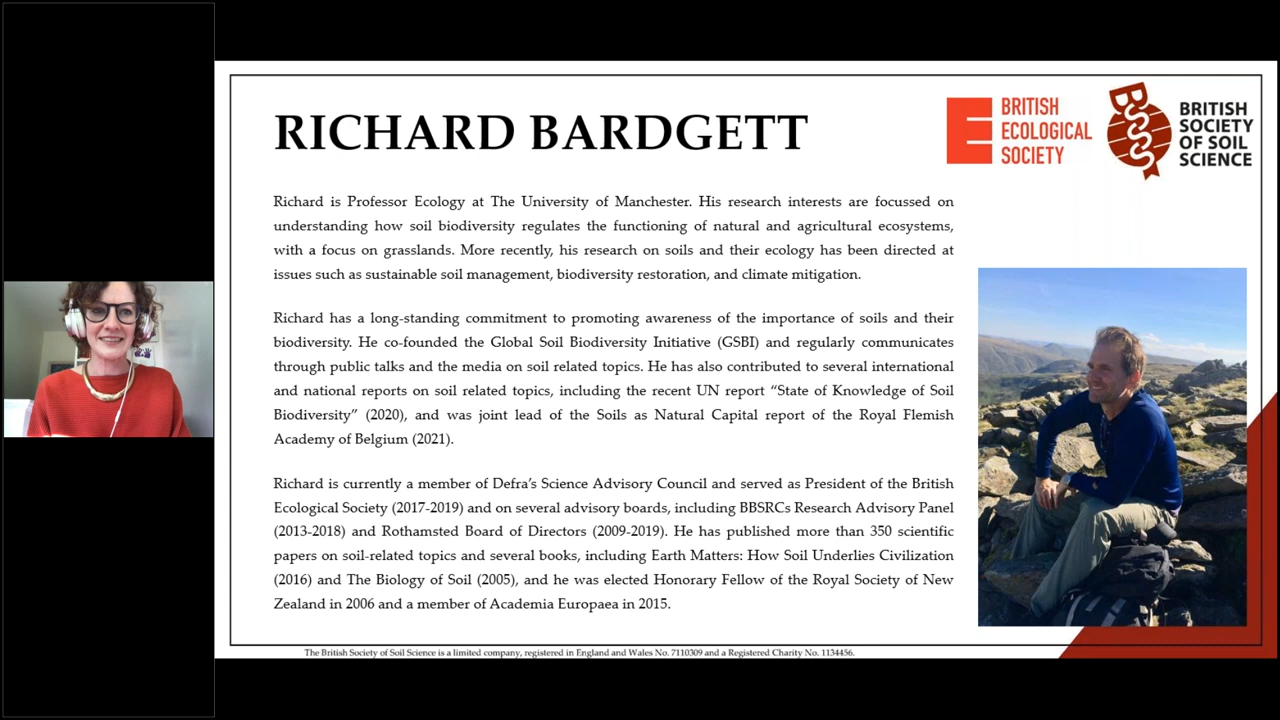 RICHARD BARDGETT
BRITISH
ECOLOGICAL
SOCIETY
BSSS
BRITISH
SOCIETY
OF SOIL
SCIENCE
Richard is Professor Ecology at The University of Manchester. His research interests are focussed on
understanding how soil biodiversity regulates the functioning of natural and agricultural ecosystems,
with a focus on grasslands. More recently, his research on soils and their ecology has been directed at
issues such as sustainable soil management, biodiversity restoration, and climate mitigation.
Richard has a long-standing commitment to promoting awareness of the importance of soils and their
biodiversity. He co-founded the Global Soil Biodiversity Initiative (GSBI) and regularly communicates
through public talks and the media on soil related topics. He has also contributed to several international
and national reports on soil related topics, including the recent UN report “State of Knowledge of Soil
Biodiversity” (2020), and was joint lead of the Soils as Natural Capital report of the Royal Flemish
Academy of Belgium (2021).
Richard is currently a member of Defra’s Science Advisory Council and served as President of the British
Ecological Society (2017-2019) and on several advisory boards, including BBSRCs Research Advisory Panel
(2013-2018) and Rothamsted Board of Directors (2009-2019). He has published more than 350 scientific
papers on soil-related topics and several books, including Earth Matters: How Soil Underlies Civilization
(2016) and The Biology of Soil (2005), and he was elected Honorary Fellow of the Royal Society of New
Zealand in 2006 and a member of Academia Europaea in 2015.
The British Society of Soil Science is a limited company, registered in England and Wales No. 7110309 and a Registered Charity No. 1134456.